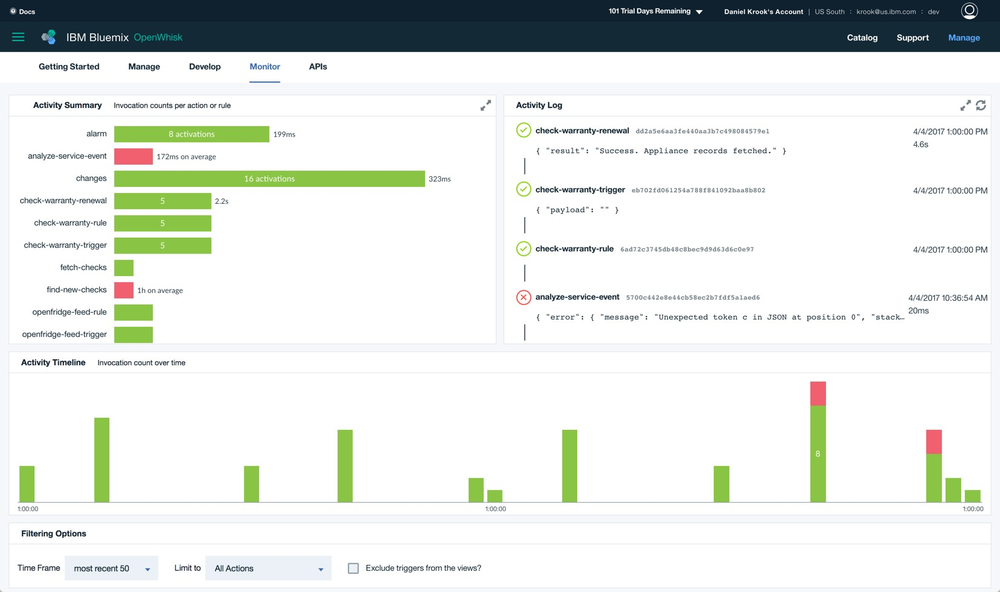 Docs
101 Trial Days Remaining
Daniel Krook's Account | US South : krook@us.ibm.com : dev
IBM Bluemix OpenWhisk
Catalog Support Manage
Getting Started Manage Develop Monitor APIs
Activity Summary Invocation counts per action or rule
alarm 8 activations 199ms
analyze-service-event 172ms on average
changes 16 activations 323ms
check-warranty-renewal 5 2.2s
check-warranty-rule 5
check-warranty-trigger 5
fetch-checks
find-new-checks 1h on average
openfridge-feed-rule
openfridge-feed-trigger
Activity Log
check-warranty-renewal dd2a5e6aa3fe440aa3b7c498084579e1 4/4/2017 1:00:00 PM
4.6s
{ "result": "Success. Appliance records fetched." }
check-warranty-trigger eb702fd061254a788f841092baa8b802 4/4/2017 1:00:00 PM
{ "payload": "" }
check-warranty-rule 6ad72c3745db48c8bec9d9d63d6c0e97 4/4/2017 1:00:00 PM
analyze-service-event 5700c442e8e44cb58ec2b7fdf5a1aed6 4/4/2017 10:36:54 AM
20ms
{ "error": { "message": "Unexpected token c in JSON at position 0", "stack…
Activity Timeline Invocation count over time
8
1:00:00 1:00:00 1:00:00
Filtering Options
Time Frame most recent 50 Limit to All Actions Exclude triggers from the views?